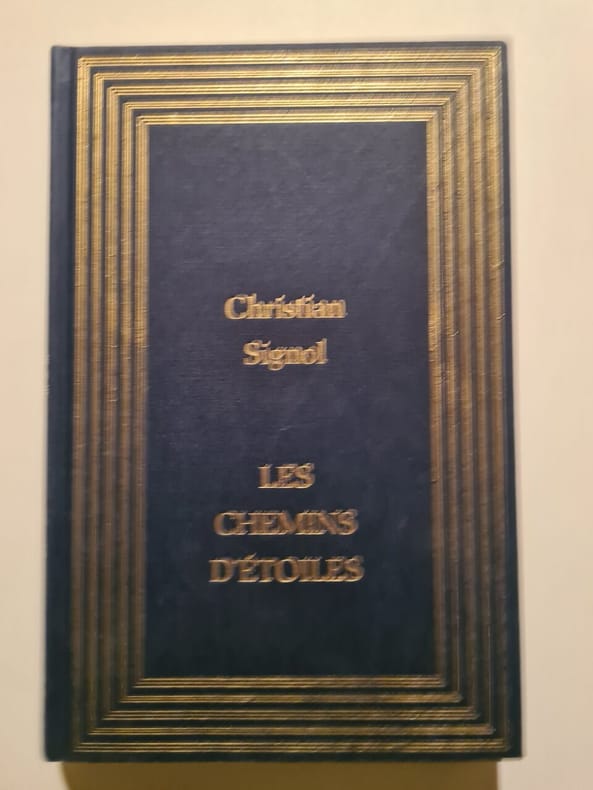 Christian
Signol
LES
CHEMINS
D'ÉTOILES